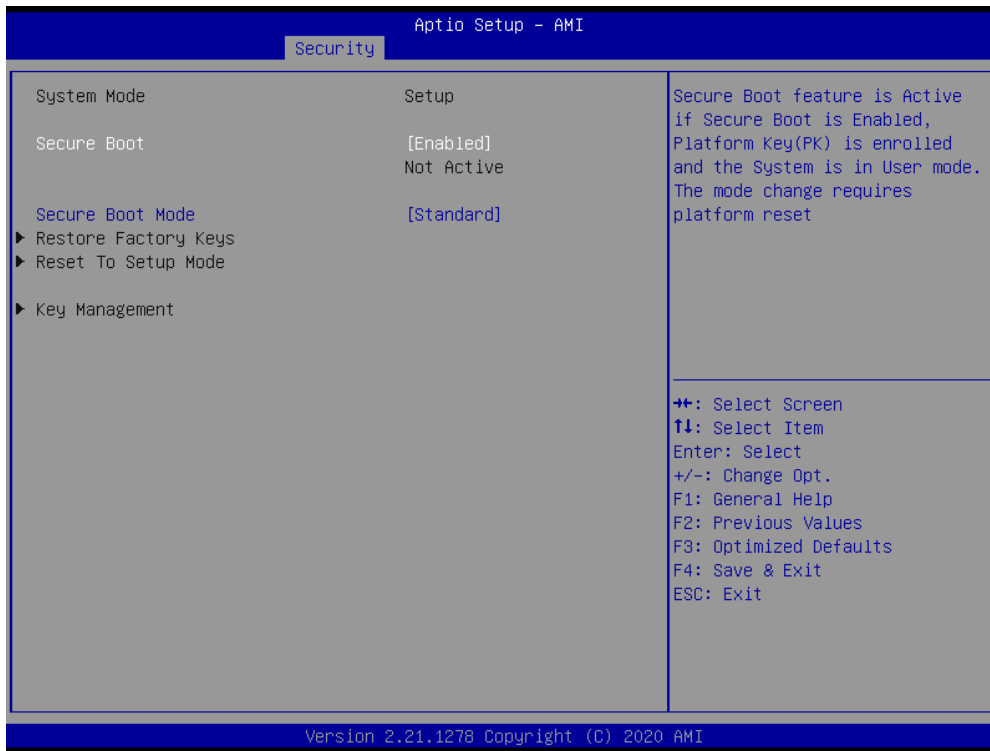 Aptio Setup – AMI
Security
System Mode Setup
Secure Boot [Enabled]
Not Active
Secure Boot Mode [Standard]
▶ Restore Factory Keys
▶ Reset To Setup Mode
▶ Key Management
Secure Boot feature is Active
if Secure Boot is Enabled,
Platform Key(PK) is enrolled
and the System is in User mode.
The mode change requires
platform reset
→←: Select Screen
↑↓: Select Item
Enter: Select
+/-: Change Opt.
F1: General Help
F2: Previous Values
F3: Optimized Defaults
F4: Save & Exit
ESC: Exit
Version 2.21.1278 Copyright (C) 2020 AMI